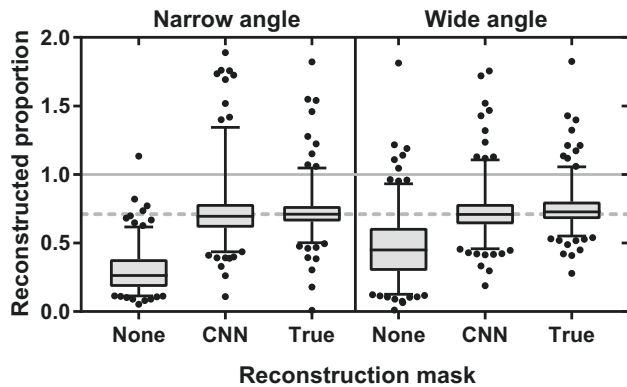 Narrow angle Wide angle
Reconstructed proportion
2.0
1.5
1.0
0.5
0.0
None CNN True None CNN True
Reconstruction mask